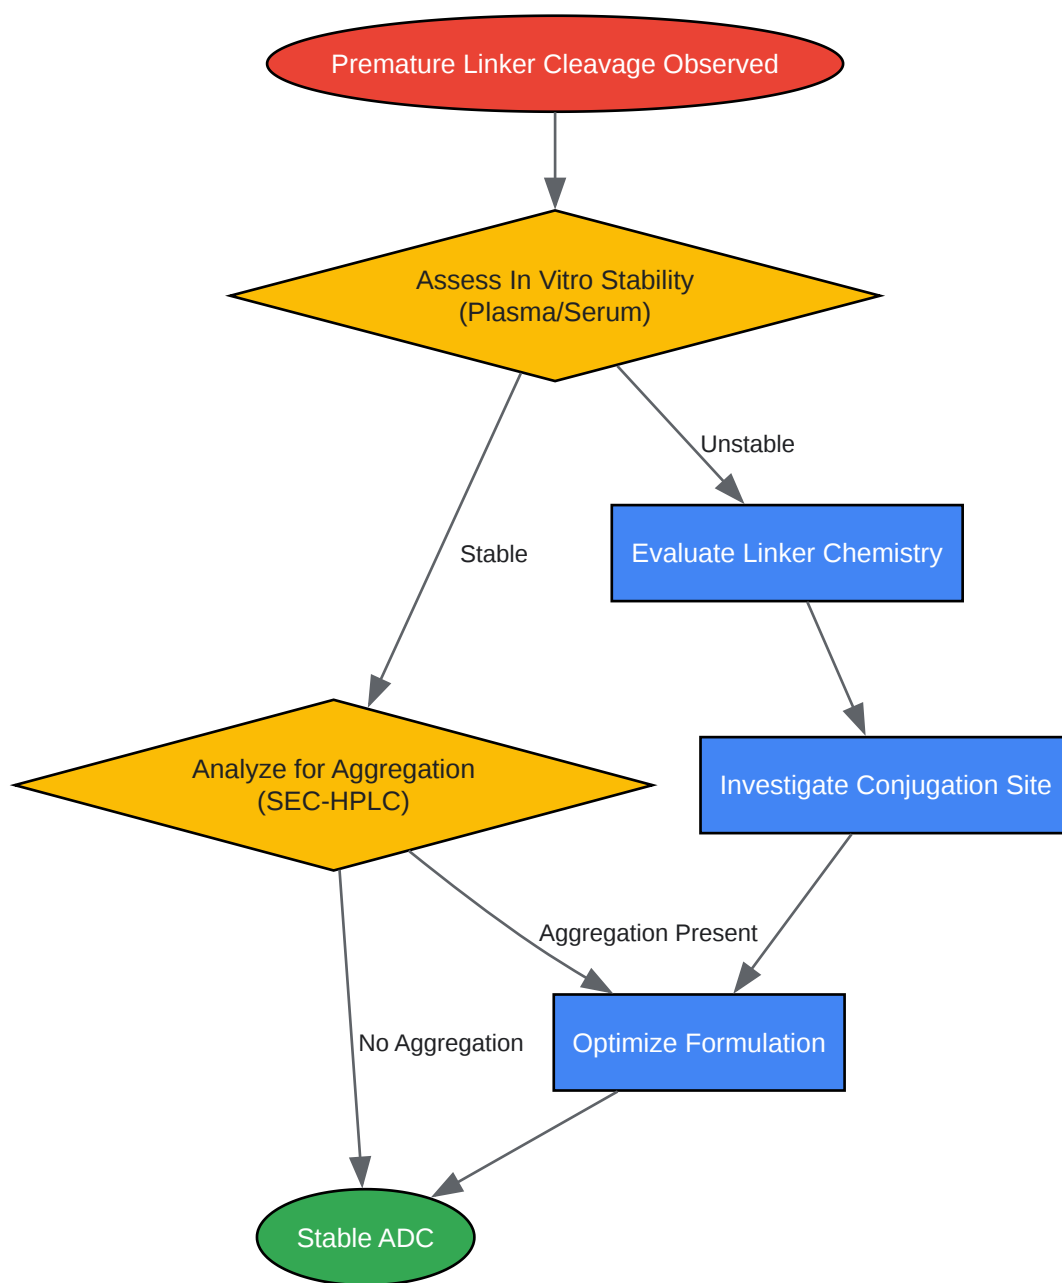 Premature Linker Cleavage Observed
Assess In Vitro Stability
(Plasma/Serum)
Unstable
Stable
Evaluate Linker Chemistry
Analyze for Aggregation
(SEC-HPLC)
Investigate Conjugation Site
Aggregation Present
No Aggregation
Optimize Formulation
Stable ADC